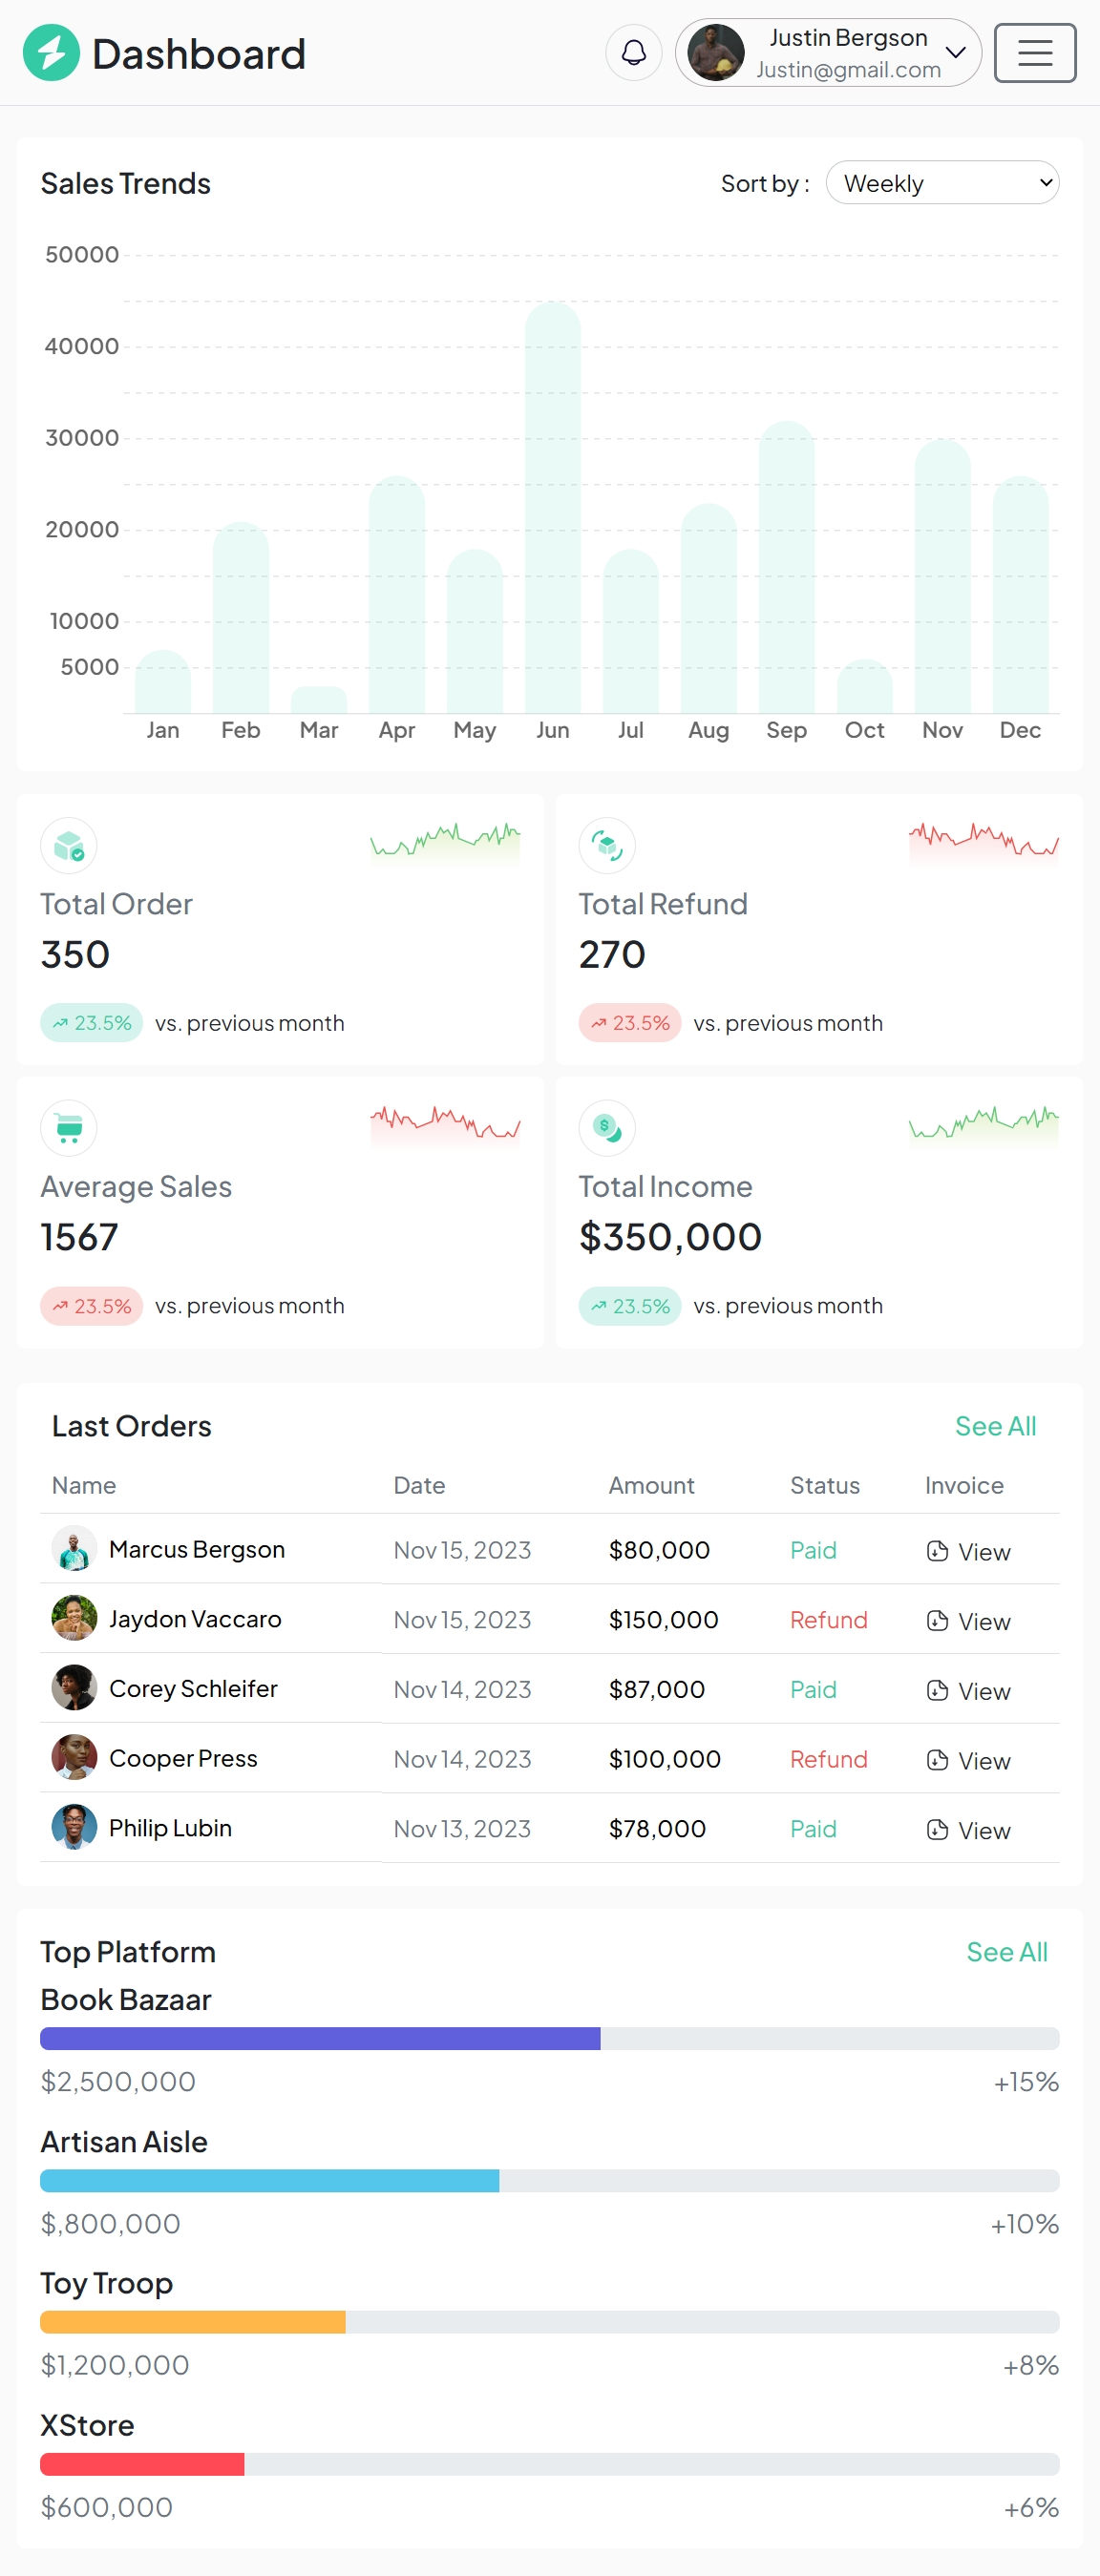 Dashboard
Justin Bergson
Justin@gmail.com
Sales Trends
Sort by :
Weekly
50000
40000
30000
20000
10000
5000
Jan Feb Mar Apr May Jun Jul Aug Sep Oct Nov Dec
Total Order
350
23.5% vs. previous month
Total Refund
270
23.5% vs. previous month
Average Sales
1567
23.5% vs. previous month
Total Income
$350,000
23.5% vs. previous month
Last Orders
See All
Name Date Amount Status Invoice
Marcus Bergson Nov 15, 2023 $80,000 Paid View
Jaydon Vaccaro Nov 15, 2023 $150,000 Refund View
Corey Schleifer Nov 14, 2023 $87,000 Paid View
Cooper Press Nov 14, 2023 $100,000 Refund View
Philip Lubin Nov 13, 2023 $78,000 Paid View
Top Platform
See All
Book Bazaar
$2,500,000 +15%
Artisan Aisle
$,800,000 +10%
Toy Troop
$1,200,000 +8%
XStore
$600,000 +6%